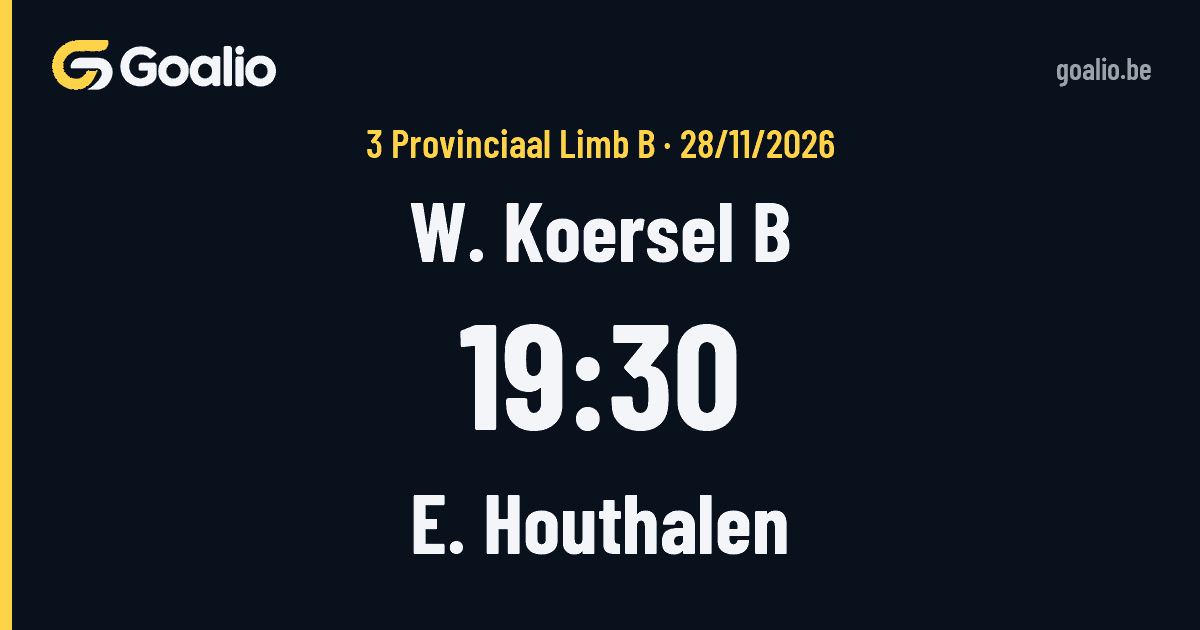 Goalio
goalio.be
3 Provinciaal Limb B · 28/11/2026
W. Koersel B
19:30
E. Houthalen